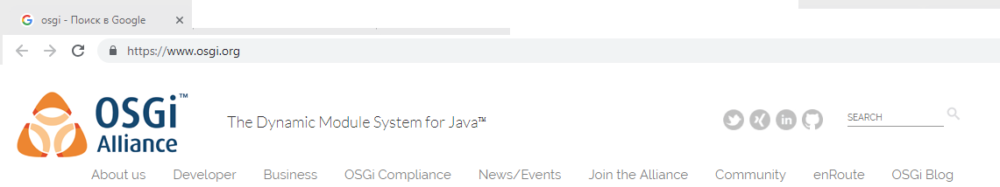 osgi - Поиск в Google
https://www.osgi.org
OSGi™
Alliance
The Dynamic Module System for Java™
SEARCH
About us Developer Business OSGi Compliance News/Events Join the Alliance Community enRoute OSGi Blog